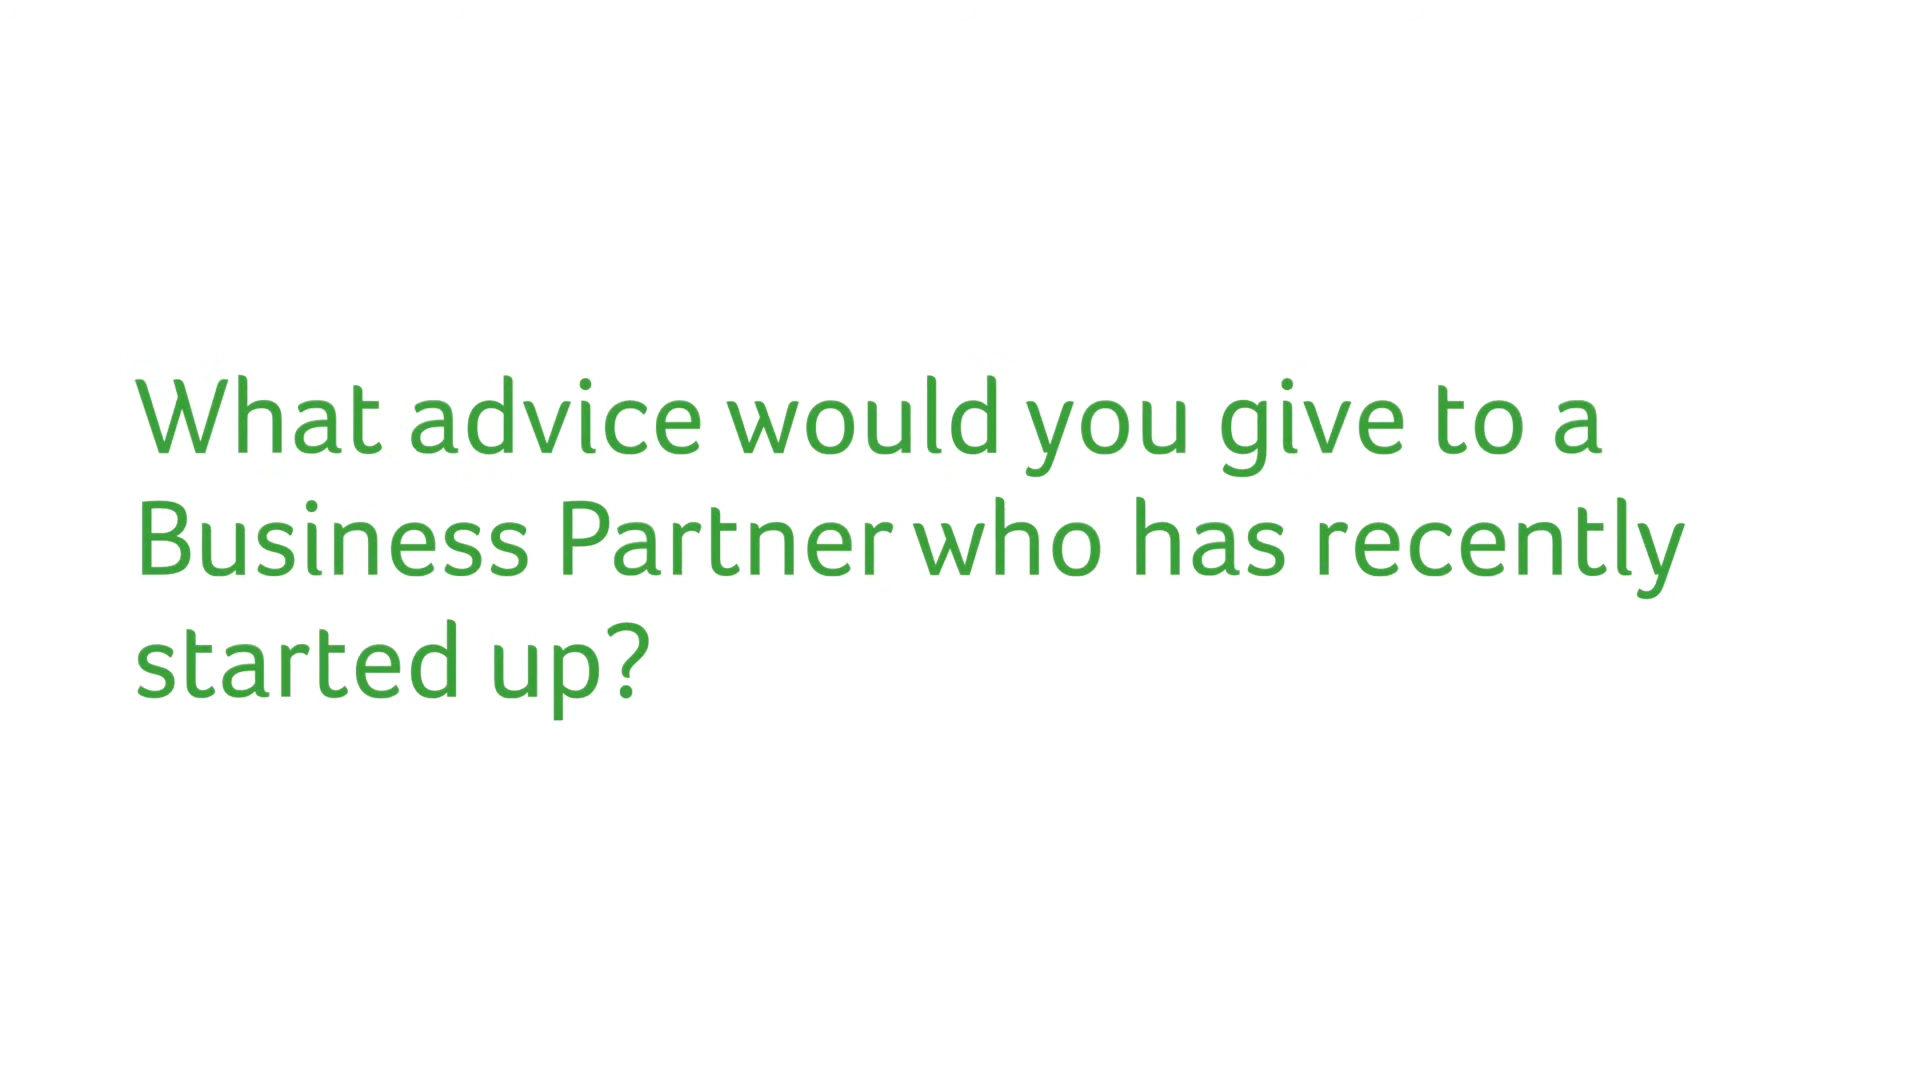 What advice would you give to a
Business Partner who has recently
started up?